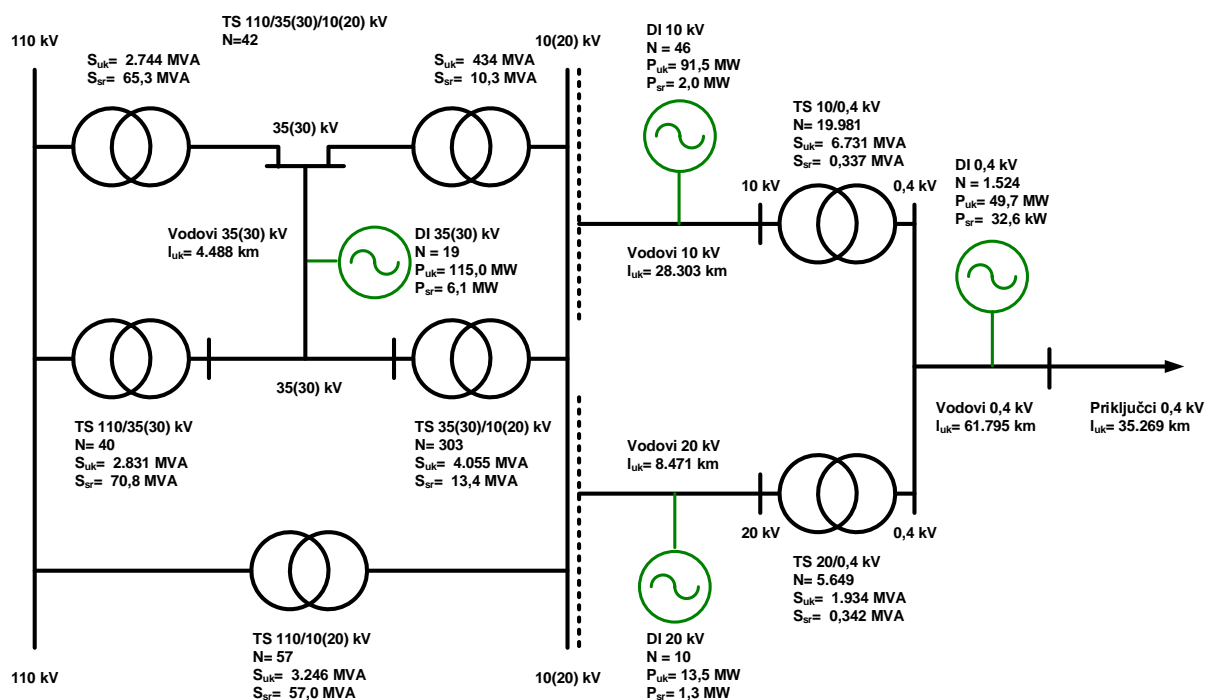 TS 110/35(30)/10(20) kV
N=42
110 kV
S_uk= 2.744 MVA
S_sr= 65,3 MVA
S_uk= 434 MVA
S_sr= 10,3 MVA
10(20) kV
35(30) kV
DI 10 kV
N = 46
P_uk= 91,5 MW
P_sr= 2,0 MW
TS 10/0,4 kV
N= 19.981
S_uk= 6.731 MVA
S_sr= 0,337 MVA
10 kV
0,4 kV
DI 0,4 kV
N = 1.524
P_uk= 49,7 MW
P_sr= 32,6 kW
Vodovi 35(30) kV
l_uk= 4.488 km
DI 35(30) kV
N = 19
P_uk= 115,0 MW
P_sr= 6,1 MW
Vodovi 10 kV
l_uk= 28.303 km
35(30) kV
TS 110/35(30) kV
N= 40
S_uk= 2.831 MVA
S_sr= 70,8 MVA
TS 35(30)/10(20) kV
N= 303
S_uk= 4.055 MVA
S_sr= 13,4 MVA
Vodovi 0,4 kV
l_uk= 61.795 km
Priključci 0,4 kV
l_uk= 35.269 km
Vodovi 20 kV
l_uk= 8.471 km
20 kV
0,4 kV
TS 20/0,4 kV
N= 5.649
S_uk= 1.934 MVA
S_sr= 0,342 MVA
DI 20 kV
N = 10
P_uk= 13,5 MW
P_sr= 1,3 MW
TS 110/10(20) kV
N= 57
S_uk= 3.246 MVA
S_sr= 57,0 MVA
110 kV
10(20) kV